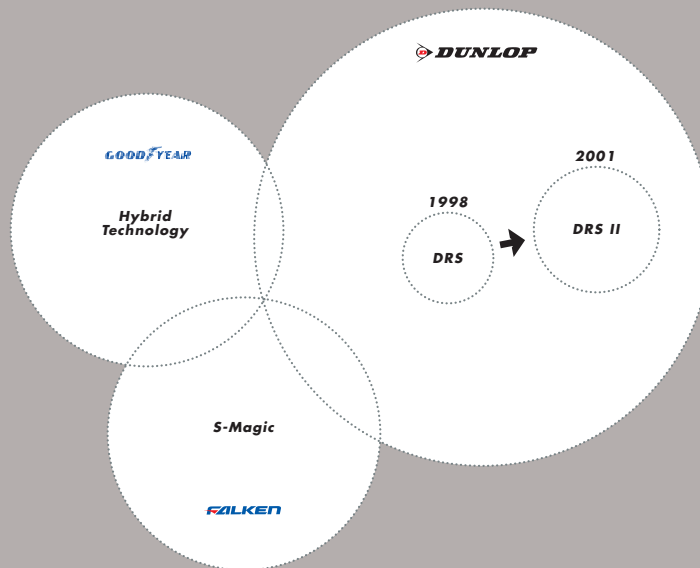 DUNLOP
GOODYEAR
Hybrid
Technology
1998
DRS
2001
DRS II
S-Magic
FALKEN